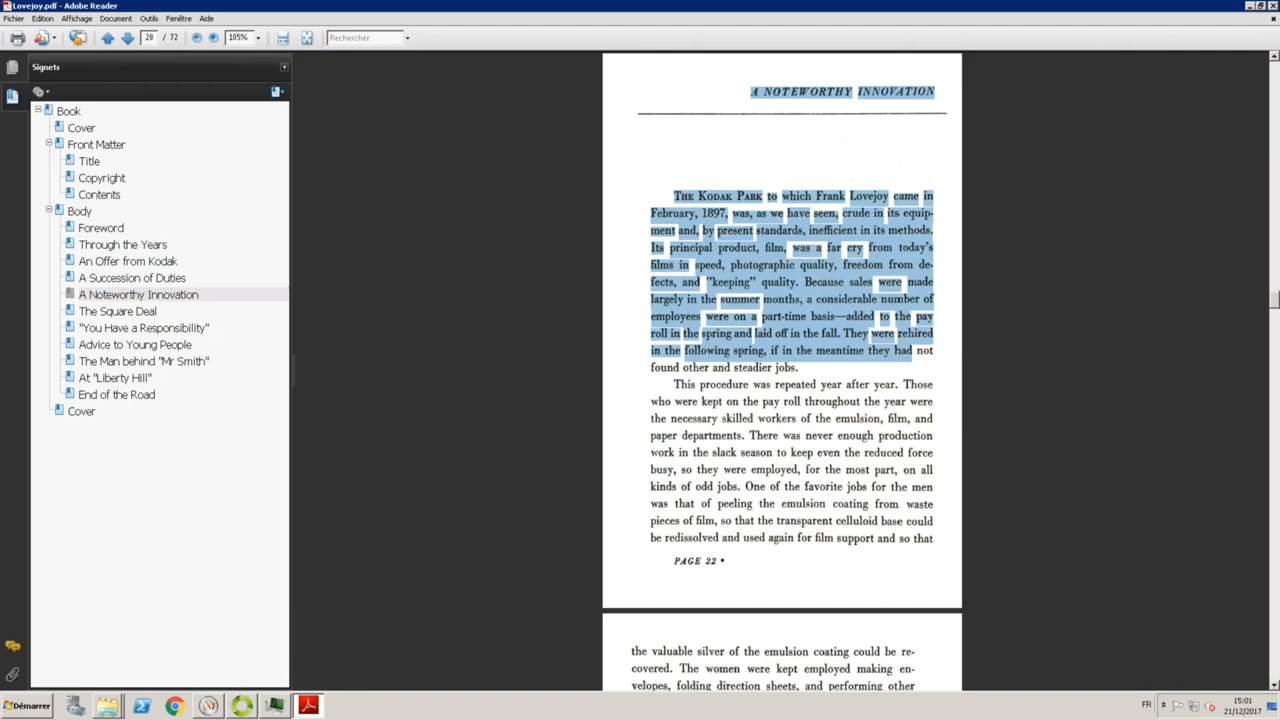 Lovejoy.pdf - Adobe Reader
Fichier Edition Affichage Document Outils Fenêtre Aide
28 / 72 105% Rechercher
Signets
Book
Cover
Front Matter
Title
Copyright
Contents
Body
Foreword
Through the Years
An Offer from Kodak
A Succession of Duties
A Noteworthy Innovation
The Square Deal
"You Have a Responsibility"
Advice to Young People
The Man behind "Mr Smith"
At "Liberty Hill"
End of the Road
Cover
A NOTEWORTHY INNOVATION
THE KODAK PARK to which Frank Lovejoy came in
February, 1897, was, as we have seen, crude in its equip-
ment and, by present standards, inefficient in its methods.
Its principal product, film, was a far cry from today's
films in speed, photographic quality, freedom from de-
fects, and "keeping" quality. Because sales were made
largely in the summer months, a considerable number of
employees were on a part-time basis—added to the pay
roll in the spring and laid off in the fall. They were rehired
in the following spring, if in the meantime they had not
found other and steadier jobs.
This procedure was repeated year after year. Those
who were kept on the pay roll throughout the year were
the necessary skilled workers of the emulsion, film, and
paper departments. There was never enough production
work in the slack season to keep even the reduced force
busy, so they were employed, for the most part, on all
kinds of odd jobs. One of the favorite jobs for the men
was that of peeling the emulsion coating from waste
pieces of film, so that the transparent celluloid base could
be redissolved and used again for film support and so that
PAGE 22 •
the valuable silver of the emulsion coating could be re-
covered. The women were kept employed making en-
velopes, folding direction sheets, and performing other
Démarrer
FR
15:01
21/12/2017